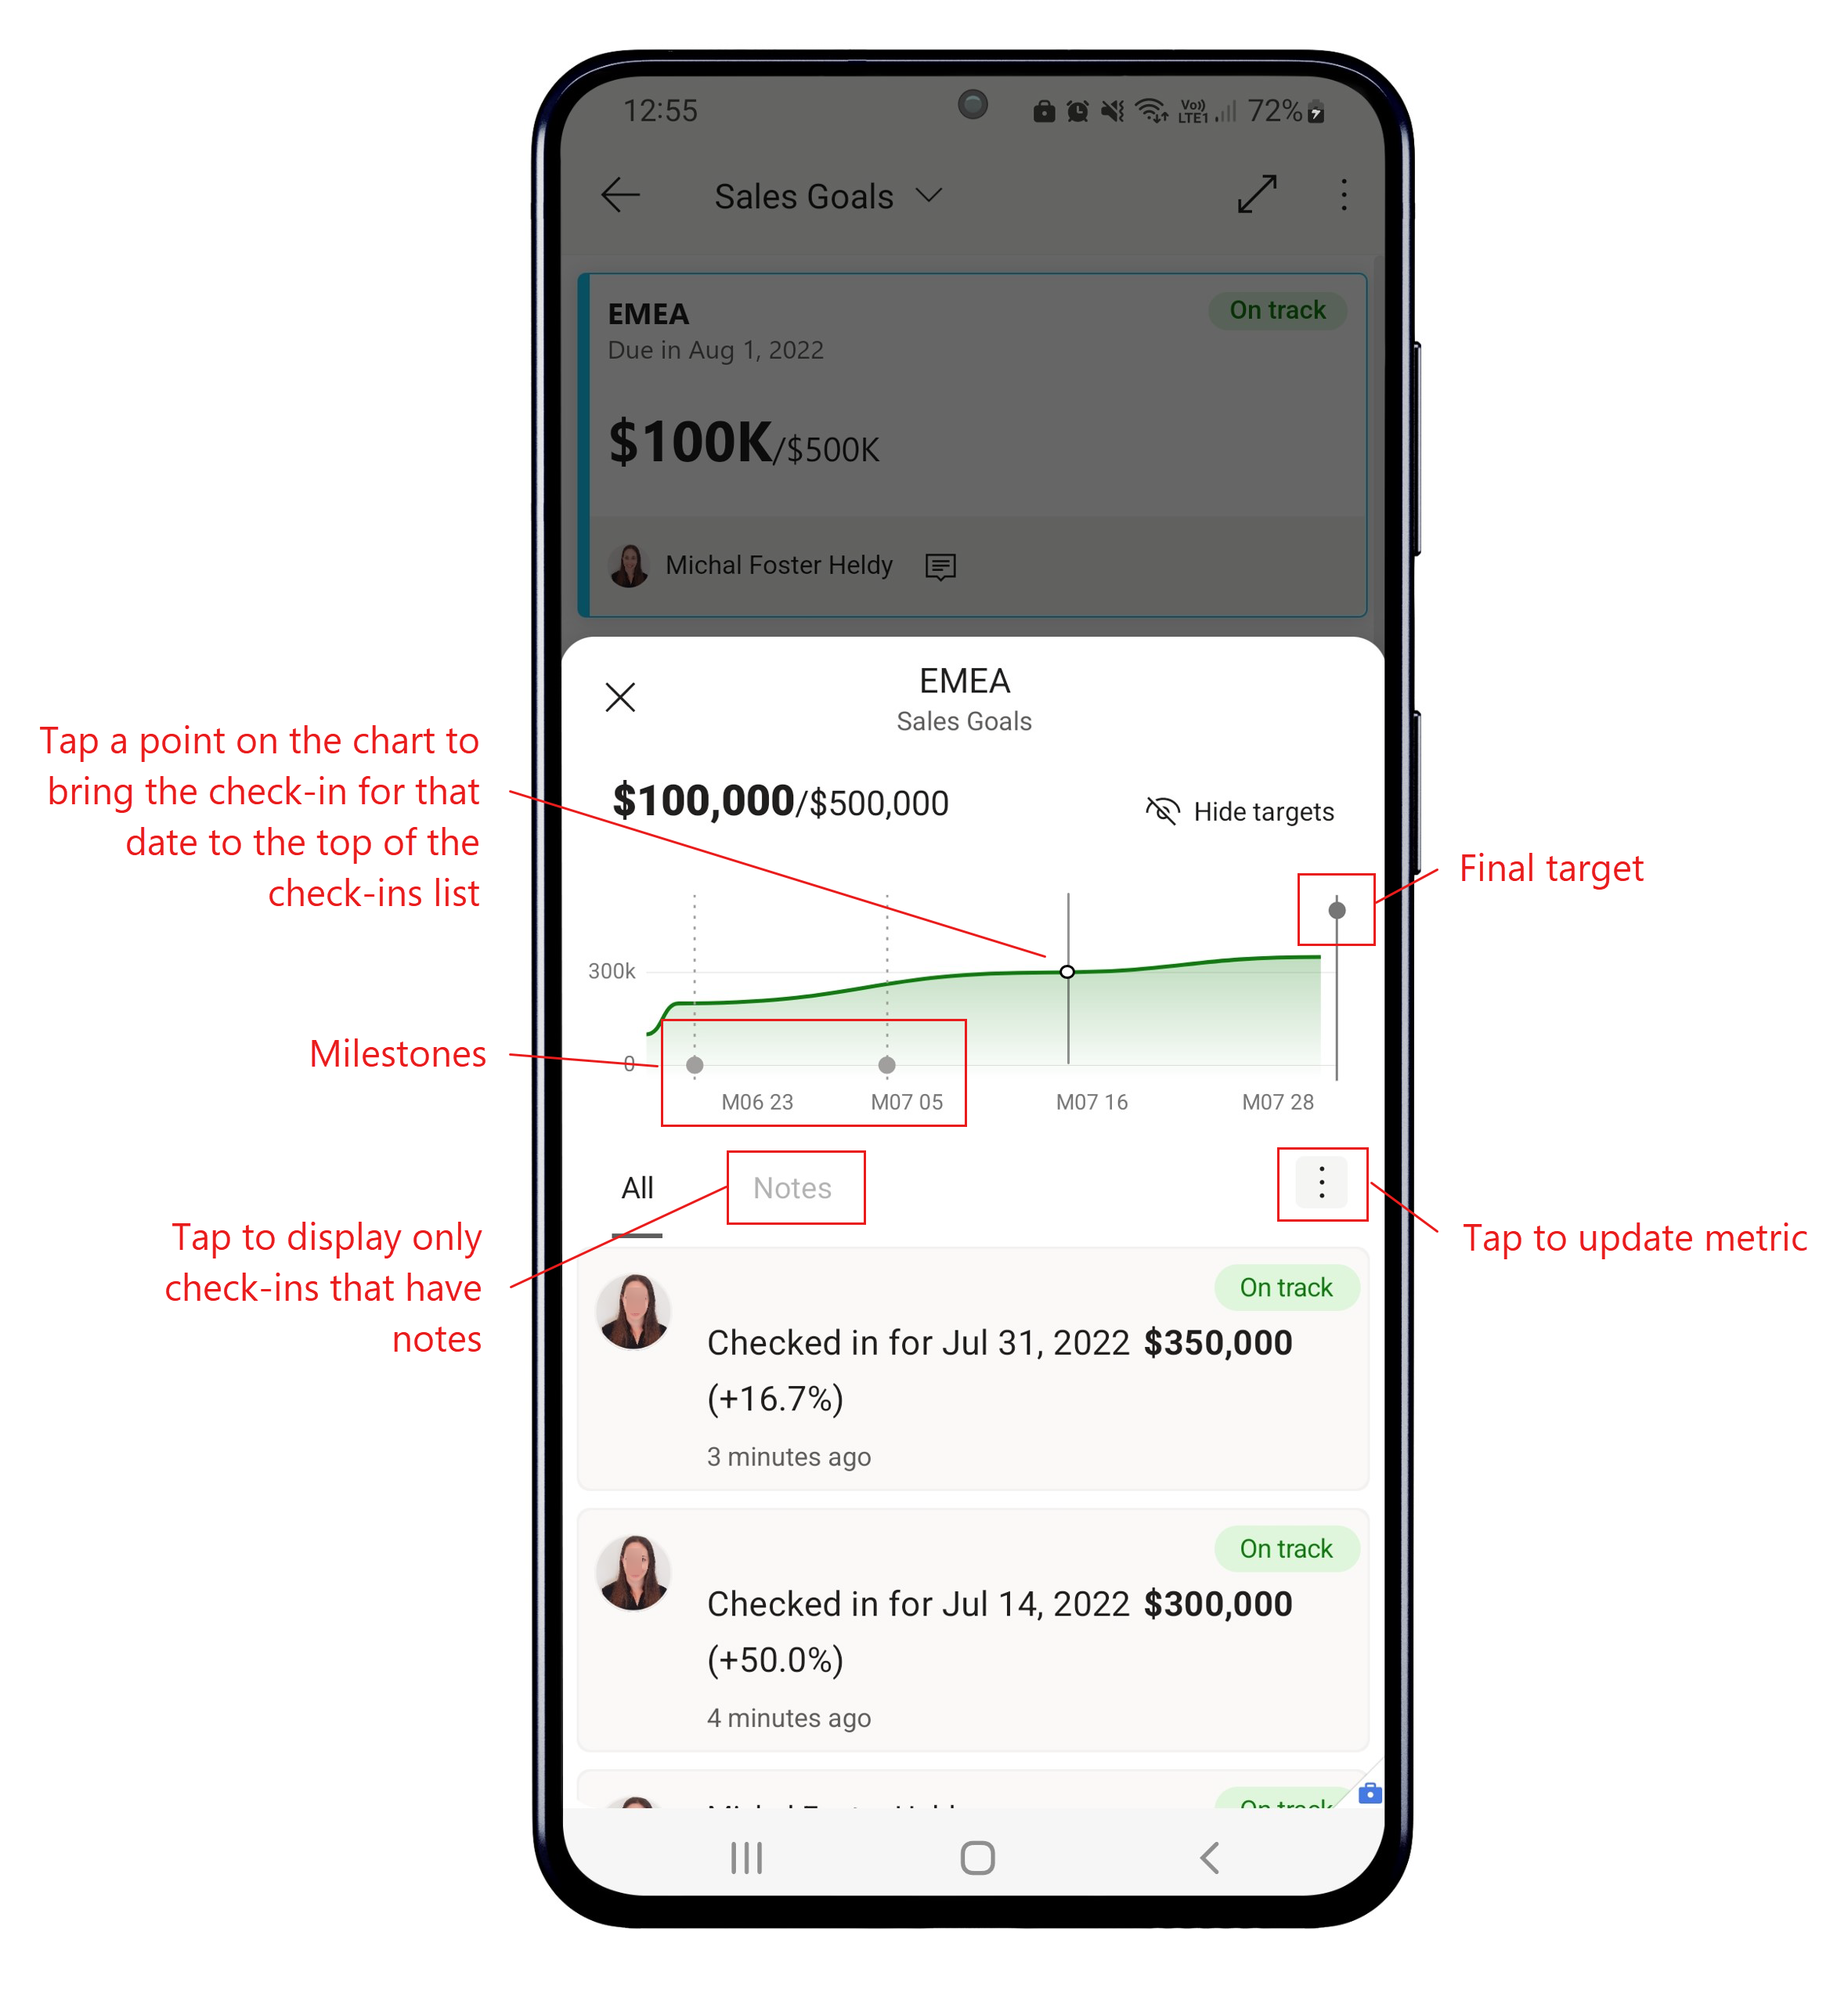 12:55
Vo))
LTE1
72%
Sales Goals
EMEA
On track
Due in Aug 1, 2022
$100K/$500K
Michal Foster Heldy
EMEA
Sales Goals
Tap a point on the chart to
bring the check-in for that
date to the top of the
check-ins list
$100,000/$500,000
Hide targets
Final target
300k
Milestones
0
M06 23
M07 05
M07 16
M07 28
All
Notes
Tap to display only
check-ins that have
notes
Tap to update metric
On track
Checked in for Jul 31, 2022 $350,000
(+16.7%)
3 minutes ago
On track
Checked in for Jul 14, 2022 $300,000
(+50.0%)
4 minutes ago
On track